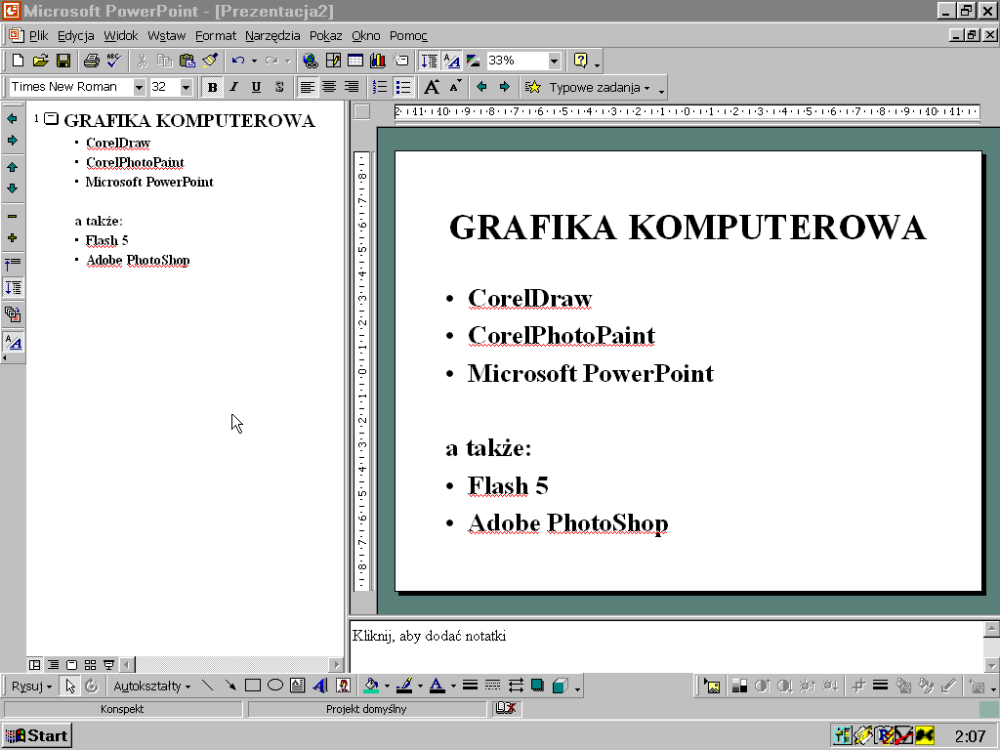 Microsoft PowerPoint - [Prezentacja2]
Plik Edycja Widok Wstaw Format Narzędzia Pokaz Okno Pomoc
33%
Times New Roman 32 B I U S Typowe zadania
1 GRAFIKA KOMPUTEROWA
• CorelDraw
• CorelPhotoPaint
• Microsoft PowerPoint
a także:
• Flash 5
• Adobe PhotoShop
GRAFIKA KOMPUTEROWA
• CorelDraw
• CorelPhotoPaint
• Microsoft PowerPoint
a także:
• Flash 5
• Adobe PhotoShop
Kliknij, aby dodać notatki
Rysuj Autokształty
Konspekt Projekt domyślny
Start 2:07